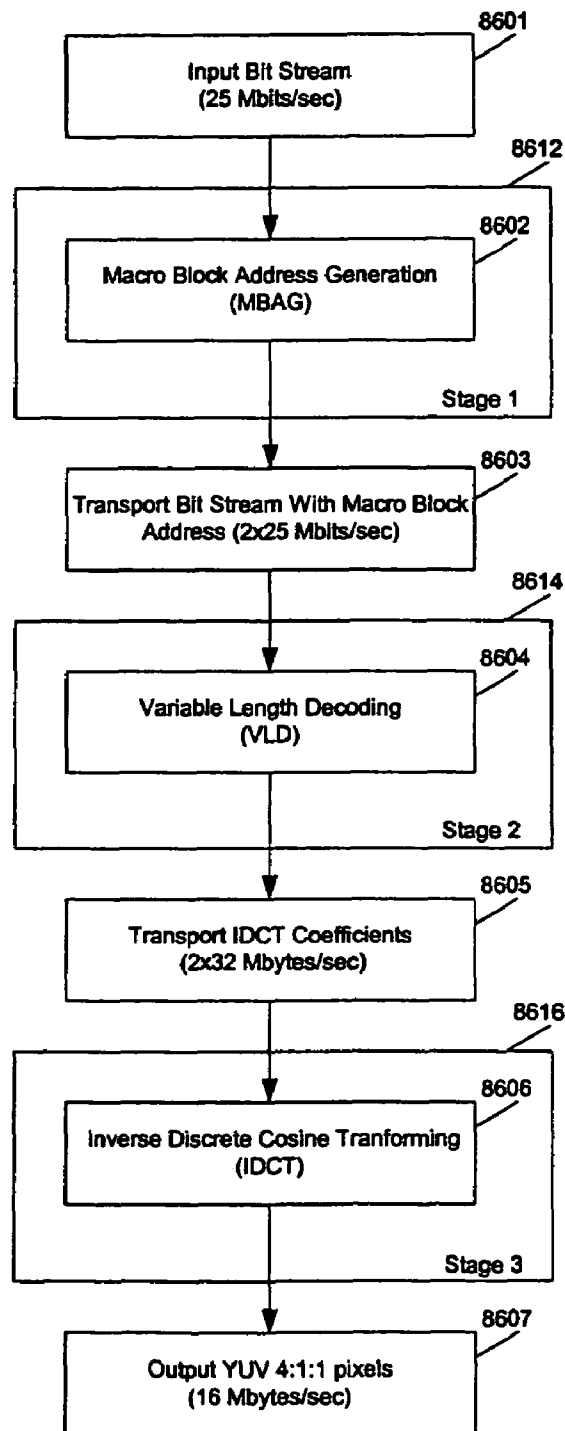 8601
Input Bit Stream
(25 Mbits/sec)
8612
8602
Macro Block Address Generation
(MBAG)
Stage 1
8603
Transport Bit Stream With Macro Block
Address (2x25 Mbits/sec)
8614
8604
Variable Length Decoding
(VLD)
Stage 2
8605
Transport IDCT Coefficients
(2x32 Mbytes/sec)
8616
8606
Inverse Discrete Cosine Tranforming
(IDCT)
Stage 3
8607
Output YUV 4:1:1 pixels
(16 Mbytes/sec)